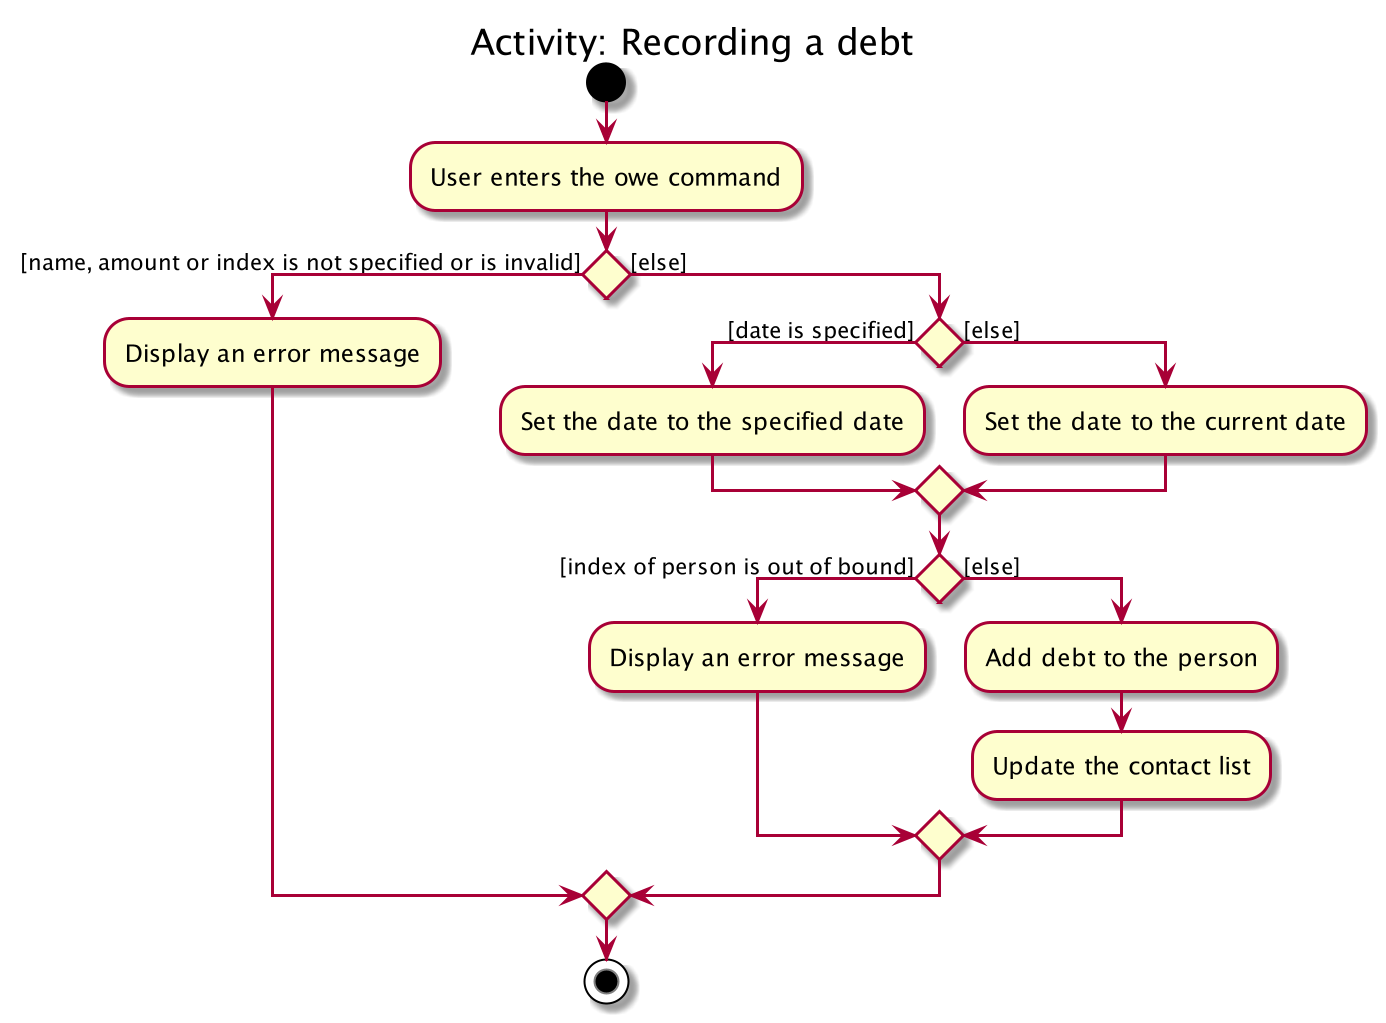 Activity: Recording a debt
User enters the owe command
[name, amount or index is not specified or is invalid]
[else]
Display an error message
[date is specified]
[else]
Set the date to the specified date
Set the date to the current date
[index of person is out of bound]
[else]
Display an error message
Add debt to the person
Update the contact list